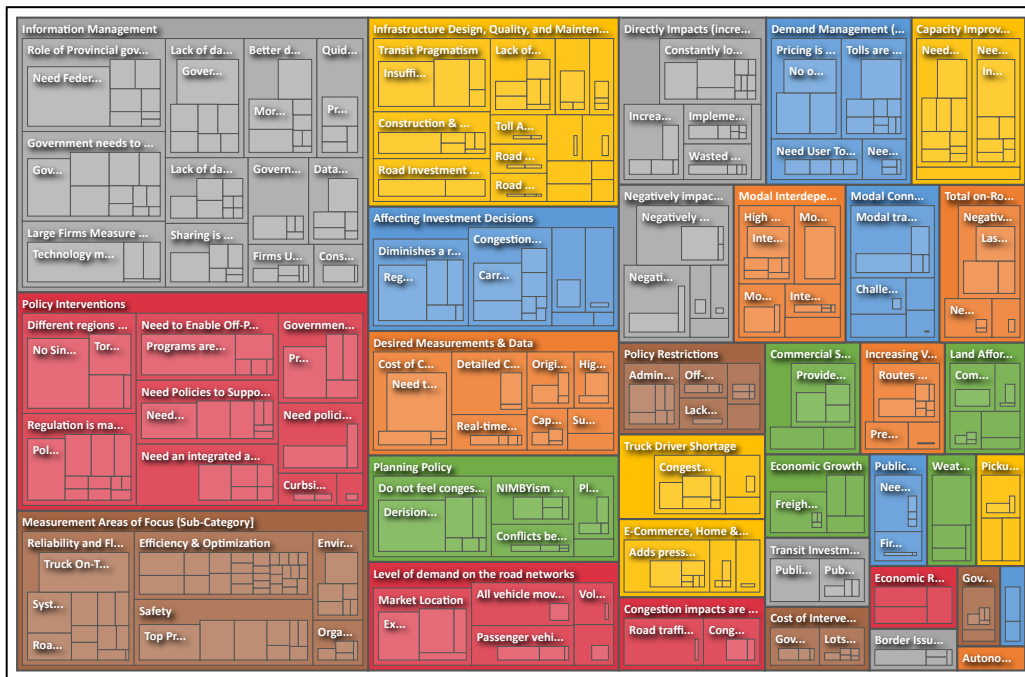 Information Management
Role of Provincial gov...
Need Feder...
Lack of da...
Gover...
Better d...
Mor...
Quid...
Pr...
Government needs to ...
Gov...
Lack of da...
Govern...
Data...
Large Firms Measure ...
Technology m...
Sharing is ...
Firms U...
Cons...
Policy Interventions
Different regions ...
No Sin...
Tor...
Need to Enable Off-P...
Programs are...
Governmen...
Pr...
Need Policies to Suppo...
Need...
Need polici...
Regulation is ma...
Pol...
Need an integrated a...
Curbsi...
Measurement Areas of Focus (Sub-Category]
Reliability and Fl...
Truck On-T...
Syst...
Roa...
Efficiency & Optimization
Envir...
Safety
Top Pr...
Orga...
Infrastructure Design, Quality, and Mainten...
Transit Pragmatism
Insuffi...
Lack of...
Construction & ...
Toll A...
Road ...
Road Investment ...
Road ...
Affecting Investment Decisions
Diminishes a r...
Reg...
Congestion...
Carr...
Desired Measurements & Data
Cost of C...
Need t...
Detailed C...
Origi...
Hig...
Real-time...
Cap...
Su...
Planning Policy
Do not feel conges...
Derision...
NIMBYism ...
Pl...
Conflicts be...
Level of demand on the road networks
Market Location
Ex...
All vehicle mov...
Vol...
Passenger vehi...
Directly Impacts (incre...
Constantly lo...
Increa...
Impleme...
Wasted ...
Demand Management (...
Pricing is ...
No o...
Tolls are ...
Need User To...
Nee...
Capacity Improv...
Need...
Nee...
In...
Negatively impac...
Negatively ...
Negati...
Modal Interdepe...
High ...
Inte...
Mo...
Mo...
Inte...
Modal Conn...
Modal tra...
Challe...
Total on-Ro...
Negativ...
Las...
Ne...
Policy Restrictions
Admin...
Off-...
Lack...
Commercial S...
Provide...
Increasing V...
Routes ...
Pre...
Land Affor...
Com...
Truck Driver Shortage
Congest...
Economic Growth
Freigh...
Public...
Nee...
Fir...
Weat...
Picku...
E-Commerce, Home &...
Adds press...
Transit Investm...
Publi...
Pub...
Economic R...
Gov...
Congestion impacts are ...
Road traffi...
Cong...
Cost of Interve...
Gov...
Lots...
Border Issu...
Autono...